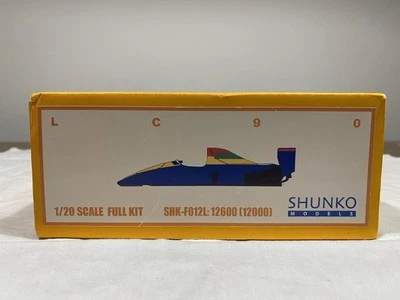 L C 9 0
1/20 SCALE FULL KIT SHK-F012L: 12600 (12000)
SHUNKO
MODELS